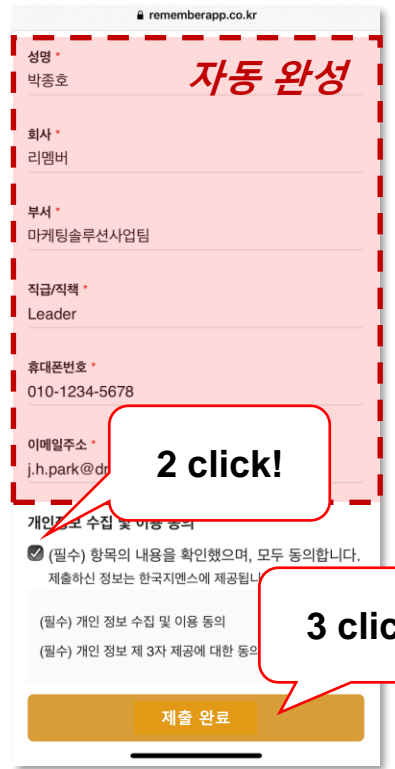 rememberapp.co.kr
성명 *
박종호
자동 완성
회사 *
리멤버
부서 *
마케팅솔루션사업팀
직급/직책 *
Leader
휴대폰번호 *
010-1234-5678
이메일주소 *
j.h.park@dr
2 click!
개인정보 수집 및 이용 동의
(필수) 항목의 내용을 확인했으며, 모두 동의합니다.
제출하신 정보는 한국지멘스에 제공됩니
(필수) 개인 정보 수집 및 이용 동의
3 clic
(필수) 개인 정보 제 3자 제공에 대한 동의
제출 완료